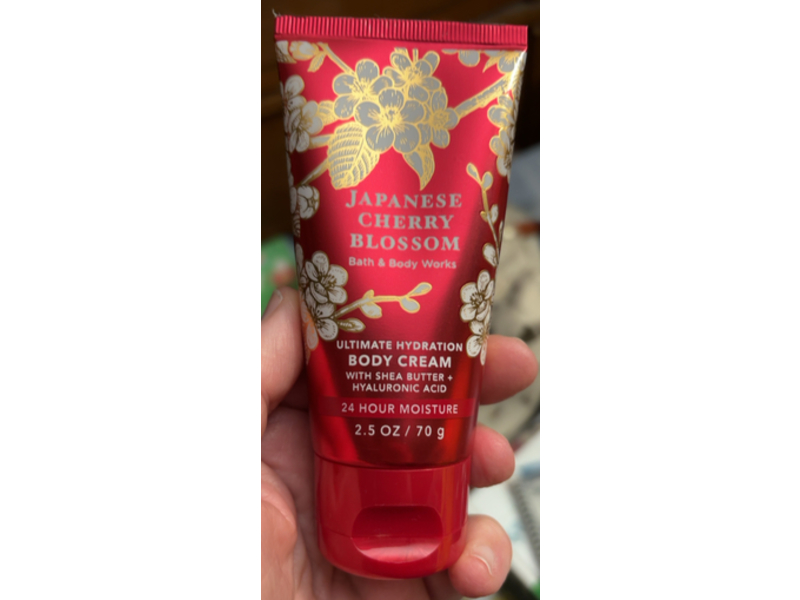 JAPANESE
CHERRY
BLOSSOM
Bath & Body Works
ULTIMATE HYDRATION
BODY CREAM
WITH SHEA BUTTER +
HYALURONIC ACID
24 HOUR MOISTURE
2.5 OZ / 70 g